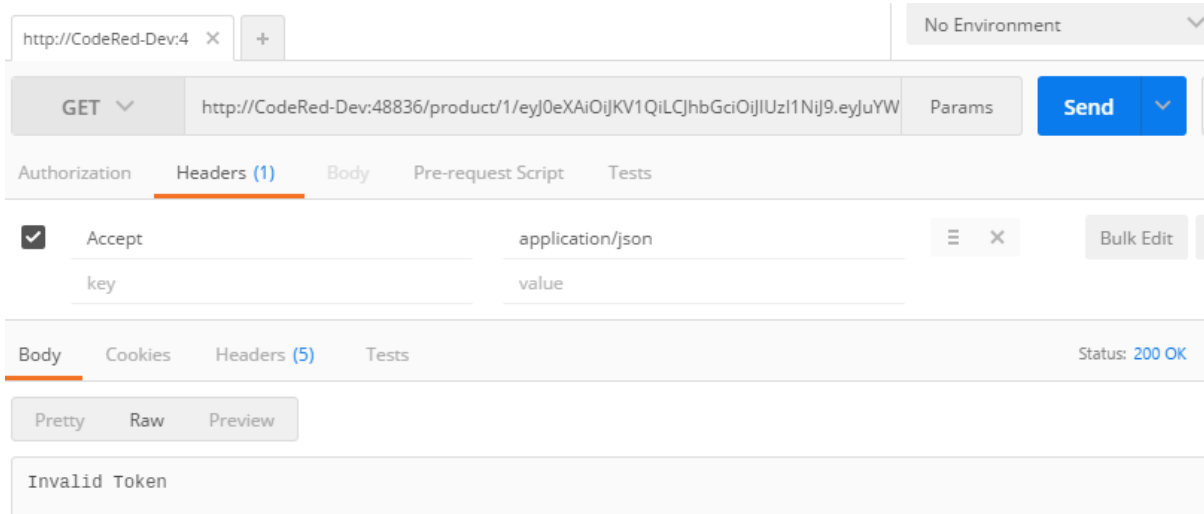 http://CodeRed-Dev:4 × +
No Environment
GET http://CodeRed-Dev:48836/product/1/eyJ0eXAiOiJKV1QiLCJhbGciOiJIUzI1NiJ9.eyJuYW Params Send
Authorization Headers (1) Body Pre-request Script Tests
Accept application/json Bulk Edit
key value
Body Cookies Headers (5) Tests Status: 200 OK
Pretty Raw Preview
Invalid Token